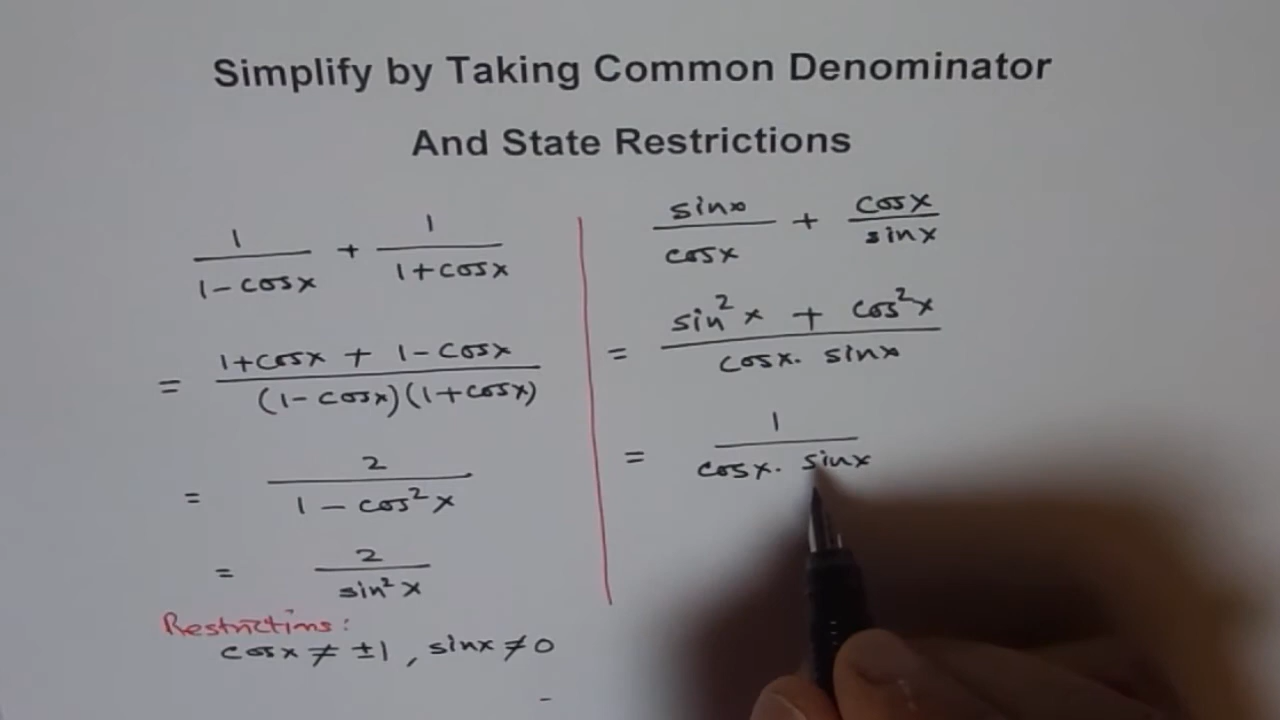 Simplify by Taking Common Denominator
And State Restrictions
1/(1-cosx) + 1/(1+cosx)
= (1+cosx + 1-cosx)/((1-cosx)(1+cosx))
= 2/(1-cos²x)
= 2/sin²x
Restrictions:
cosx ≠ ±1, sinx ≠ 0
sinx/cosx + cosx/sinx
= (sin²x + cos²x)/(cosx. sinx)
= 1/(cosx. sinx)